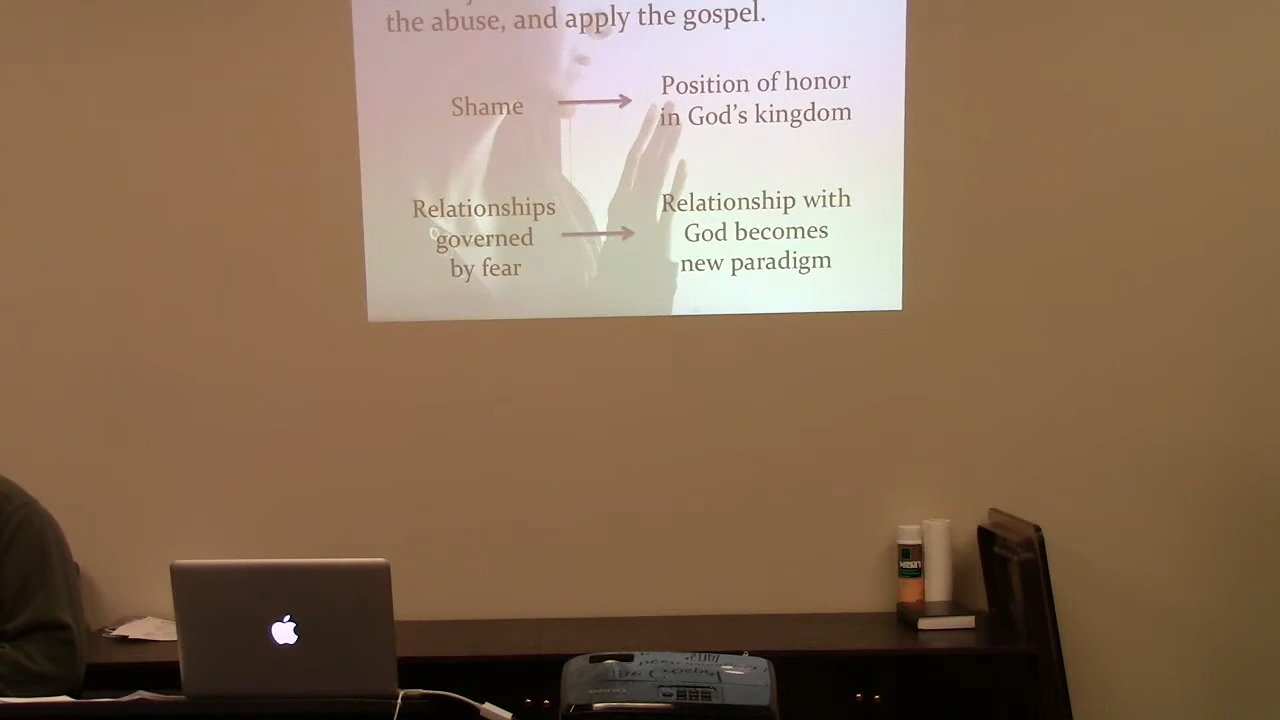 the abuse, and apply the gospel.
Shame
Position of honor
in God's kingdom
Relationships
governed
by fear
Relationship with
God becomes
new paradigm